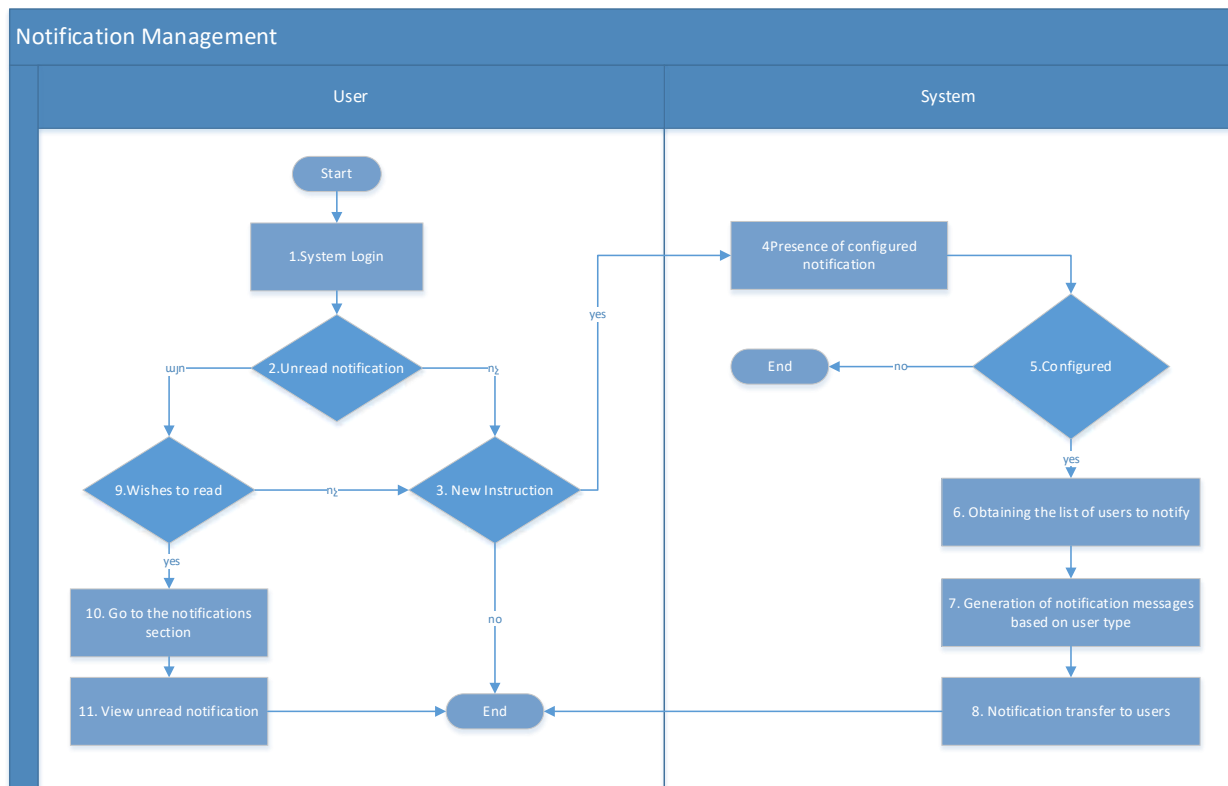 Notification Management
User
System
Start
1.System Login
4Presence of configured
notification
yes
այո
2.Unread notification
ոչ
End
no
5.Configured
yes
9.Wishes to read
ոչ
3. New Instruction
6. Obtaining the list of users to notify
yes
10. Go to the notifications
section
no
7. Generation of notification messages
based on user type
11. View unread notification
End
8. Notification transfer to users